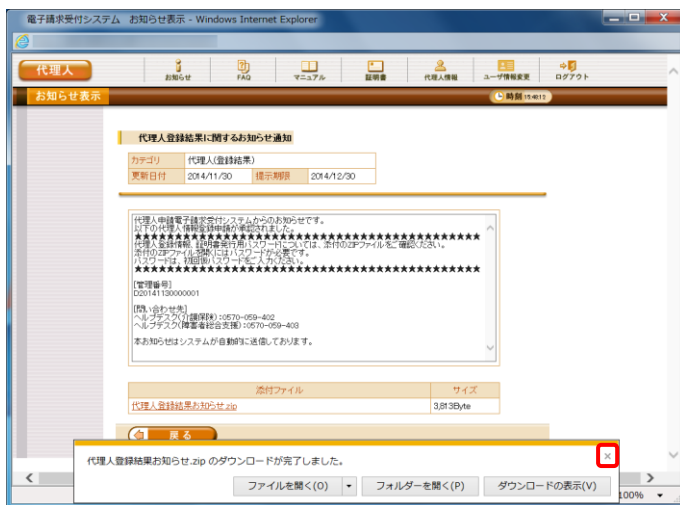 電子請求受付システム お知らせ表示 - Windows Internet Explorer
代理人
お知らせ
FAQ
マニュアル
証明書
代理人情報
ユーザ情報変更
ログアウト
お知らせ表示
時刻 15:40:12
代理人登録結果に関するお知らせ通知
カテゴリ 代理人(登録結果)
更新日付 2014/11/30 提示期限 2014/12/30
代理人申請電子請求受付システムからのお知らせです。
以下の代理人情報登録申請が承認されました。
★★★★★★★★★★★★★★★★★★★★★★★★★★★★★★★★★★★★★★★
代理人登録情報、証明書発行用パスワードについては、添付のZIPファイルをご確認ください。
添付のZIPファイルを開くにはパスワードが必要です。
パスワードは、初回仮パスワードをご入力ください。
★★★★★★★★★★★★★★★★★★★★★★★★★★★★★★★★★★★★★★★
[管理番号]
D20141130000001
[問い合わせ先]
ヘルプデスク(介護保険):0570-059-402
ヘルプデスク(障害者総合支援):0570-059-403
本お知らせはシステムが自動的に送信しております。
添付ファイル サイズ
代理人登録結果お知らせ.zip 3,813Byte
戻る
代理人登録結果お知らせ.zip のダウンロードが完了しました。
ファイルを開く(O) フォルダーを開く(P) ダウンロードの表示(V)
100%